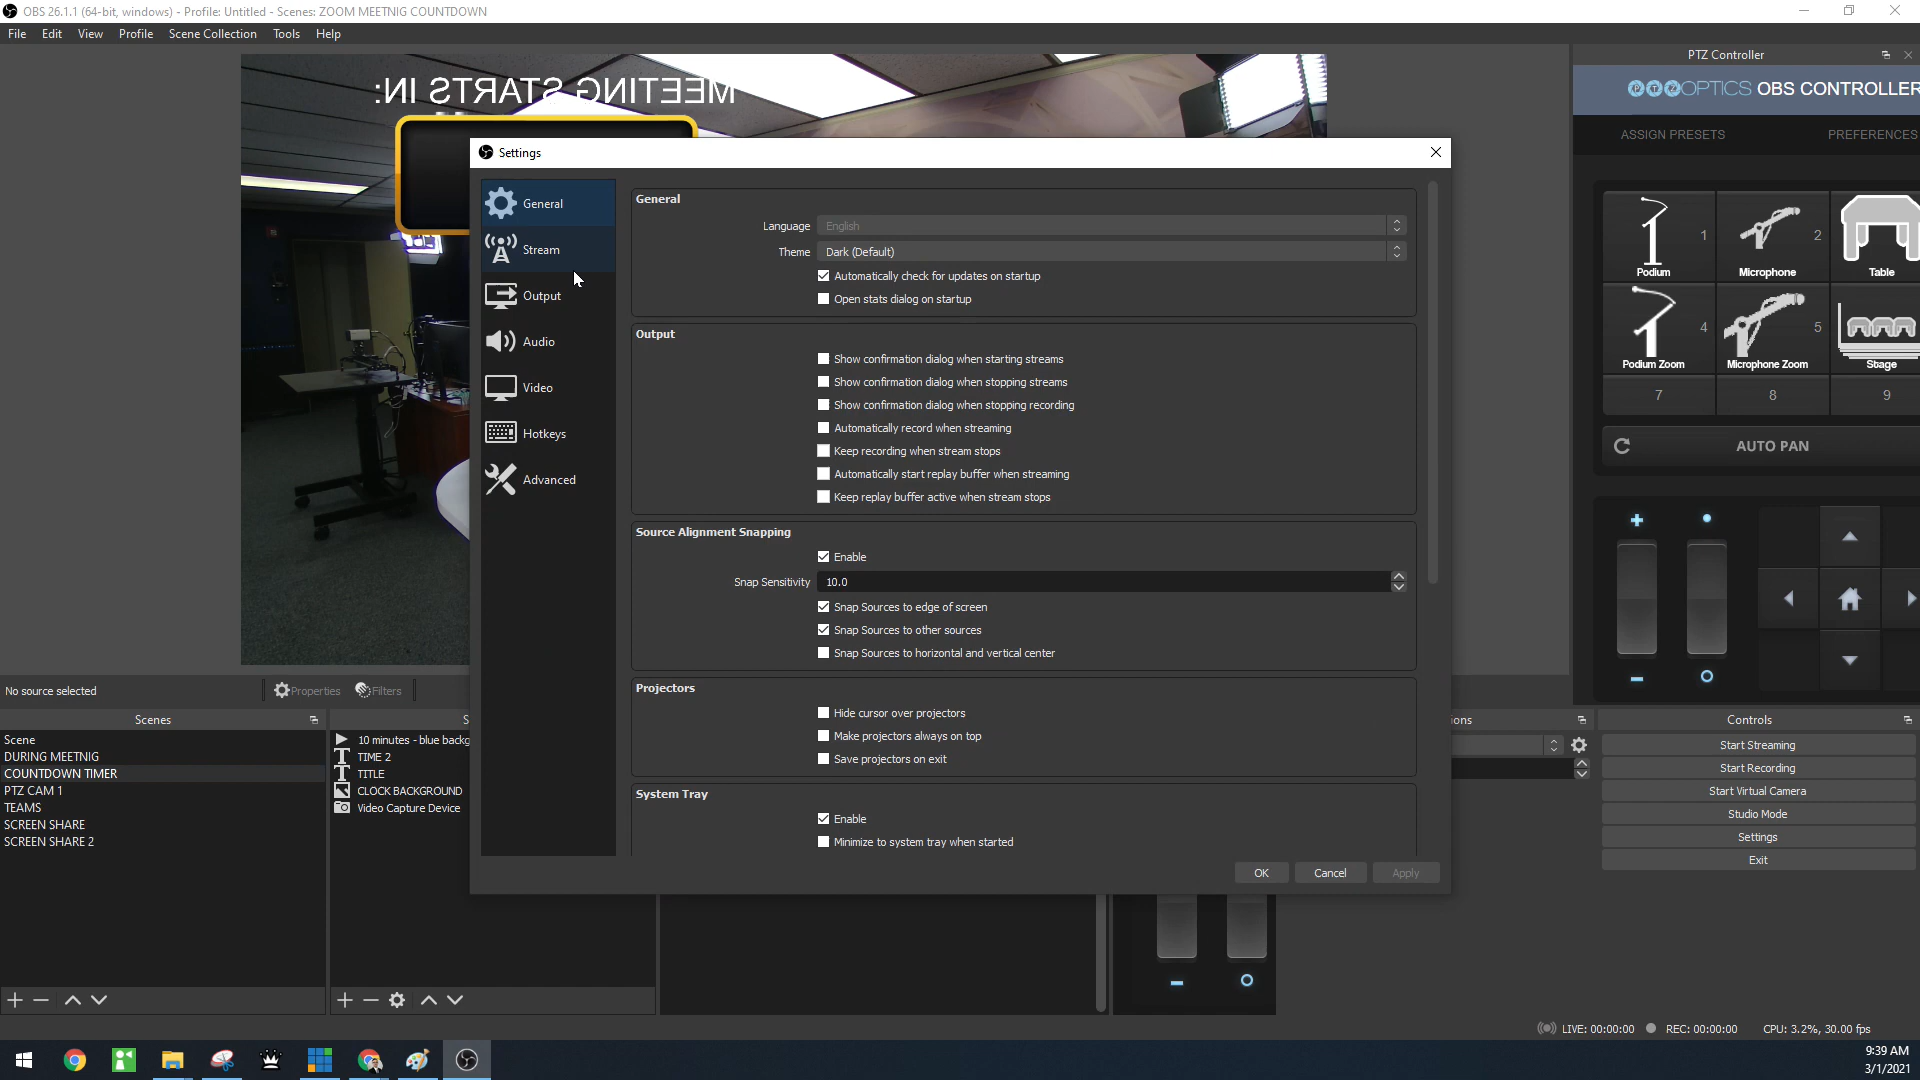 OBS 26.1.1 (64-bit, windows) - Profile: Untitled - Scenes: ZOOM MEETNIG COUNTDOWN
File Edit View Profile Scene Collection Tools Help
MEETING STARTS IN:
PTZ Controller
PTZOPTICS OBS CONTROLLER
ASSIGN PRESETS PREFERENCES
Podium 1
Microphone 2
Table
Podium Zoom 4
Microphone Zoom 5
Stage
7 8 9
AUTO PAN
Settings
General
Stream
Output
Audio
Video
Hotkeys
Advanced
General
Language English
Theme Dark (Default)
Automatically check for updates on startup
Open stats dialog on startup
Output
Show confirmation dialog when starting streams
Show confirmation dialog when stopping streams
Show confirmation dialog when stopping recording
Automatically record when streaming
Keep recording when stream stops
Automatically start replay buffer when streaming
Keep replay buffer active when stream stops
Source Alignment Snapping
Enable
Snap Sensitivity 10.0
Snap Sources to edge of screen
Snap Sources to other sources
Snap Sources to horizontal and vertical center
Projectors
Hide cursor over projectors
Make projectors always on top
Save projectors on exit
System Tray
Enable
Minimize to system tray when started
OK Cancel Apply
No source selected
Properties Filters
Scenes
Scene
DURING MEETNIG
COUNTDOWN TIMER
PTZ CAM 1
TEAMS
SCREEN SHARE
SCREEN SHARE 2
S
10 minutes - blue backg
TIME 2
TITLE
CLOCK BACKGROUND
Video Capture Device
ions
Controls
Start Streaming
Start Recording
Start Virtual Camera
Studio Mode
Settings
Exit
LIVE: 00:00:00 REC: 00:00:00 CPU: 3.2%, 30.00 fps
9:39 AM
3/1/2021